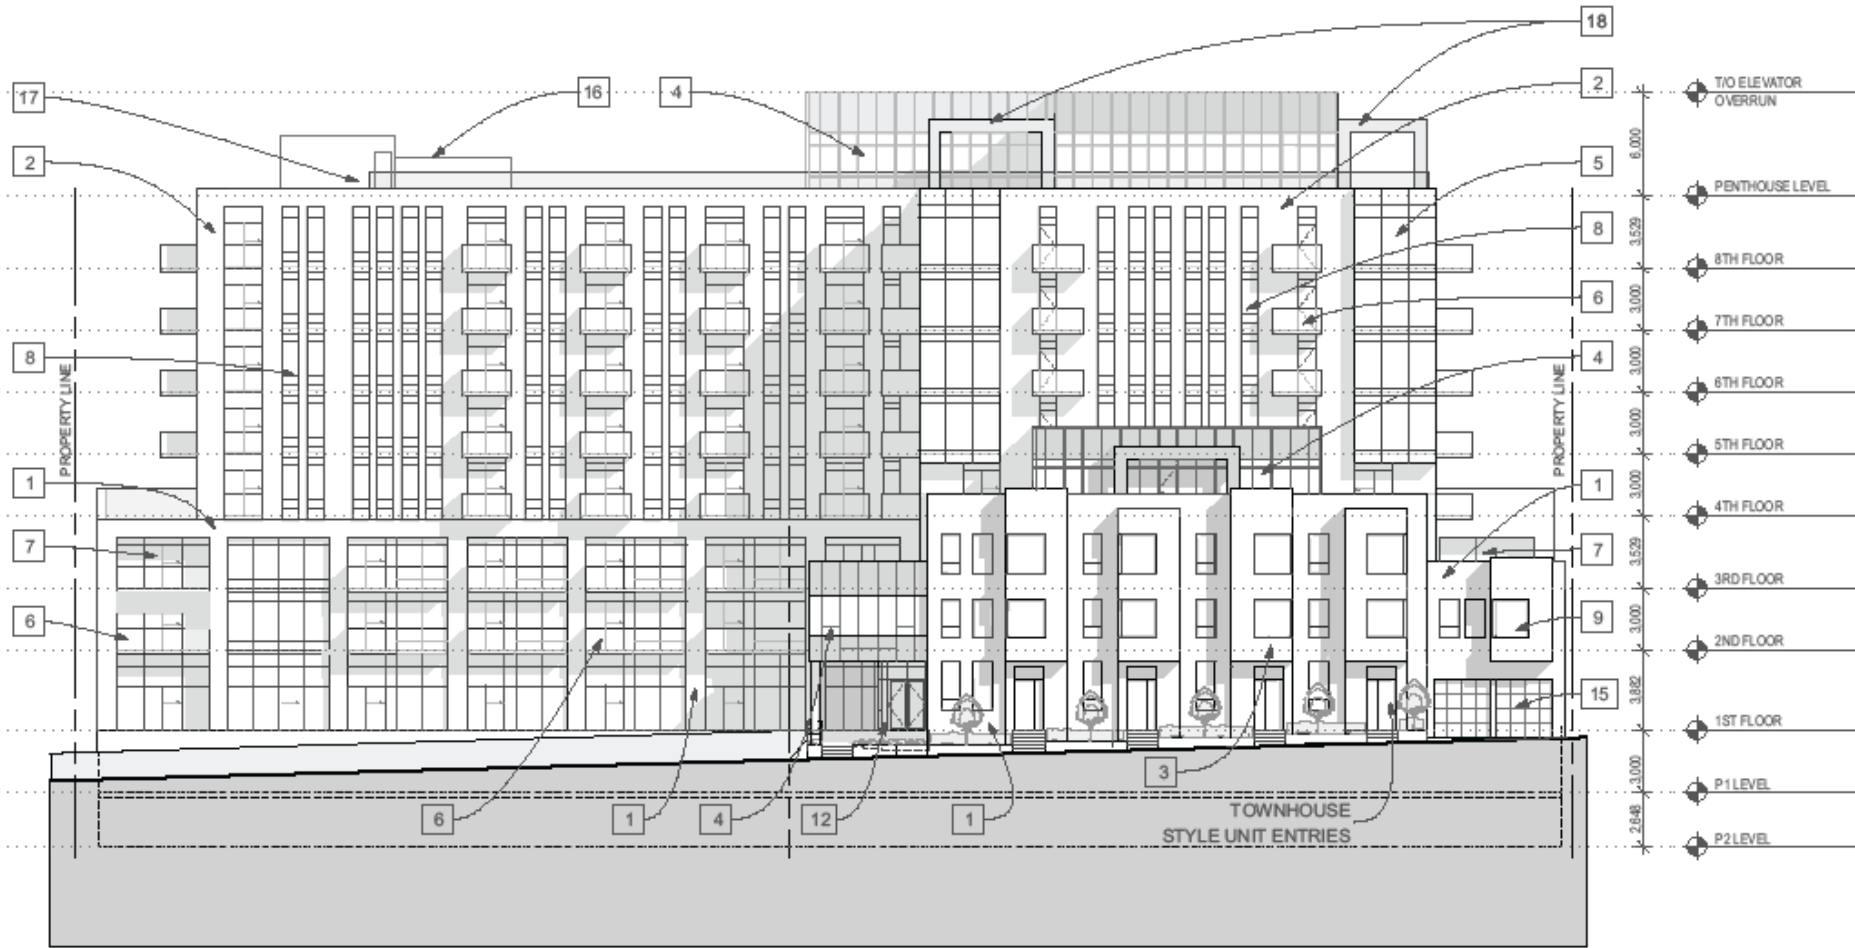 18
17
16
4
2
T/O ELEVATOR
OVERRUN
6.000
2
5
PENTHOUSE LEVEL
8
3.529
8TH FLOOR
6
3.000
7TH FLOOR
8
4
3.000
PROPERTY LINE
PROPERTY LINE
6TH FLOOR
3.000
5TH FLOOR
1
1
3.000
4TH FLOOR
7
7
3.529
3RD FLOOR
6
9
3.000
2ND FLOOR
15
3.882
1ST FLOOR
3
3.000
P1 LEVEL
6
1
4
12
1
TOWNHOUSE
STYLE UNIT ENTRIES
2.648
P2 LEVEL